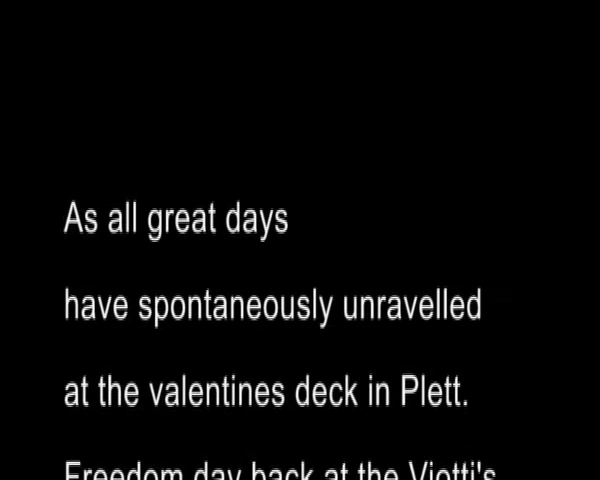 As all great days
have spontaneously unravelled
at the valentines deck in Plett.
Freedom day back at the Viotti's